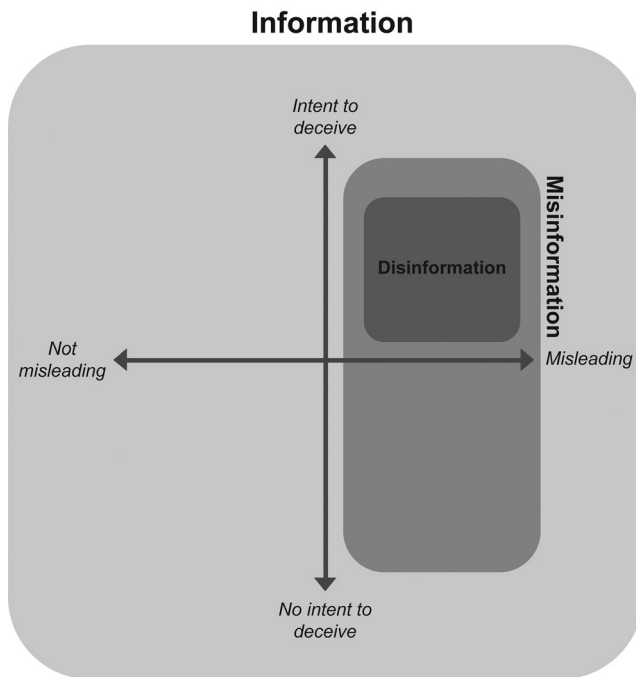 Information
Intent to
deceive
Misinformation
Disinformation
Not
misleading
Misleading
No intent to
deceive